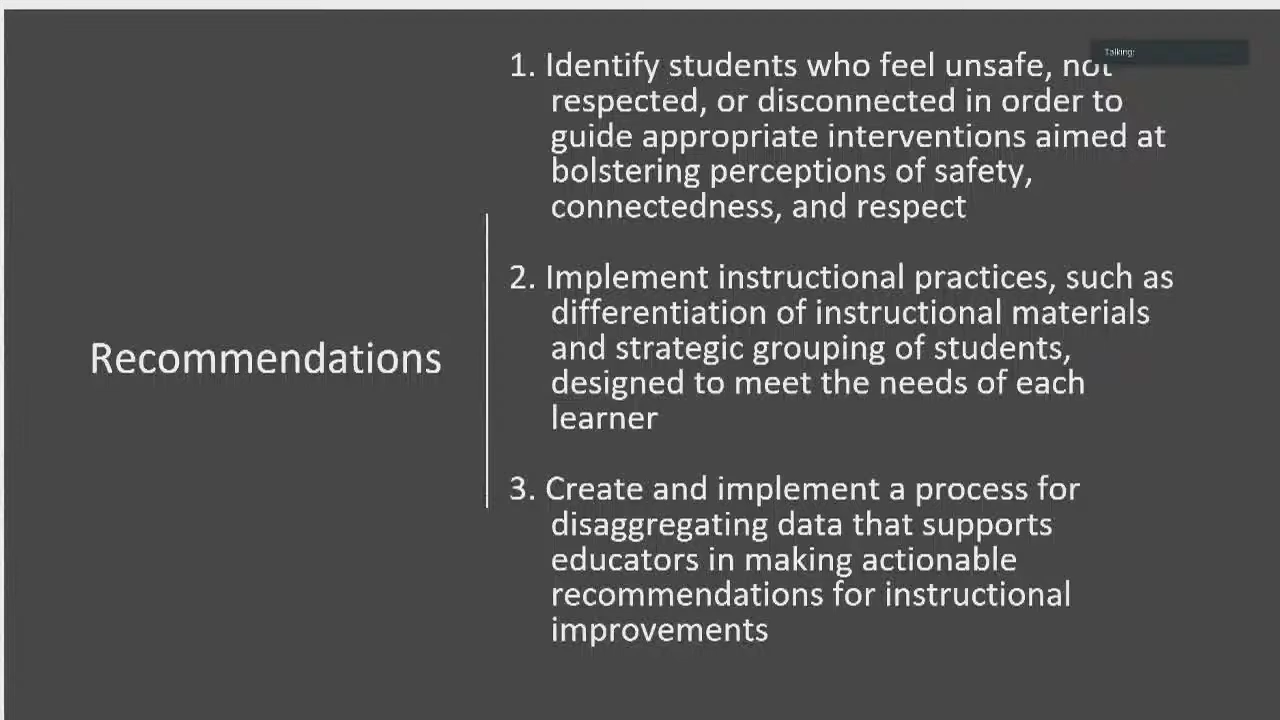 Talking:
1. Identify students who feel unsafe, not
respected, or disconnected in order to
guide appropriate interventions aimed at
bolstering perceptions of safety,
connectedness, and respect
2. Implement instructional practices, such as
differentiation of instructional materials
and strategic grouping of students,
designed to meet the needs of each
learner
Recommendations
3. Create and implement a process for
disaggregating data that supports
educators in making actionable
recommendations for instructional
improvements